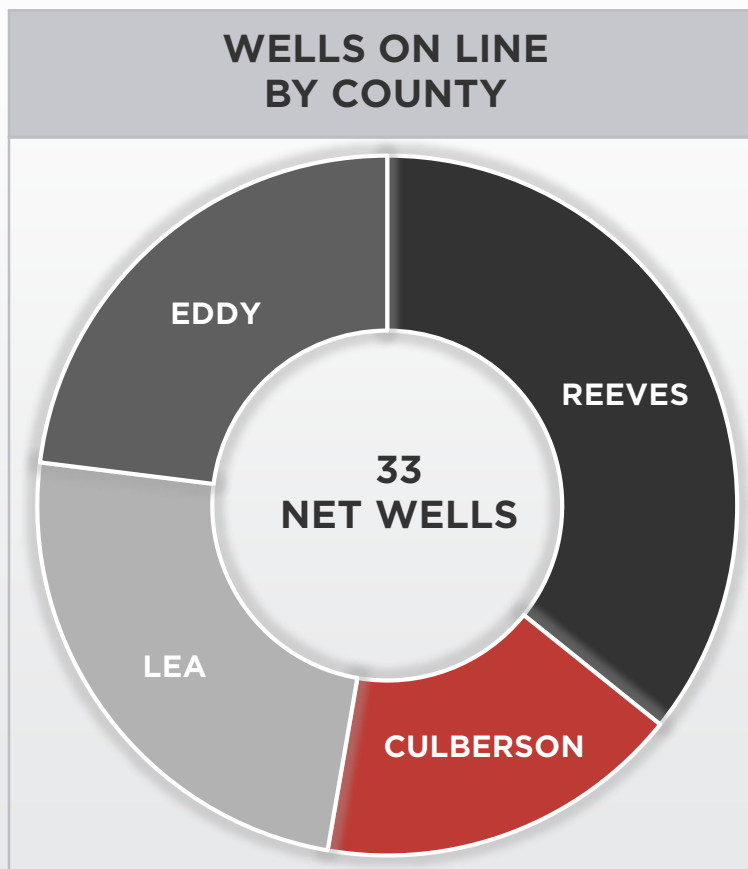 WELLS ON LINE
BY COUNTY
EDDY
REEVES
33
NET WELLS
LEA
CULBERSON